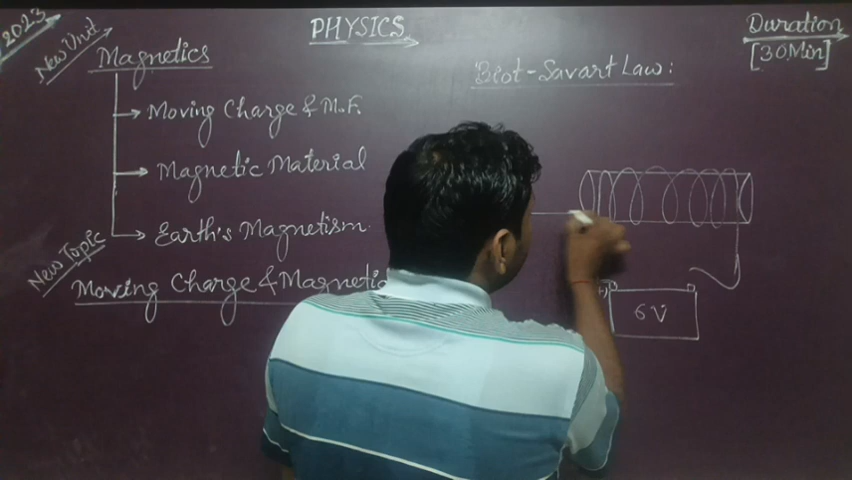 2023
PHYSICS
Duration
[30Min]
New Unit
Magnetics
Biot-Savart Law:
Moving Charge & M.F.
Magnetic Material
Earth's Magnetism.
New Topic
Moving Charge & Magnetic
6V